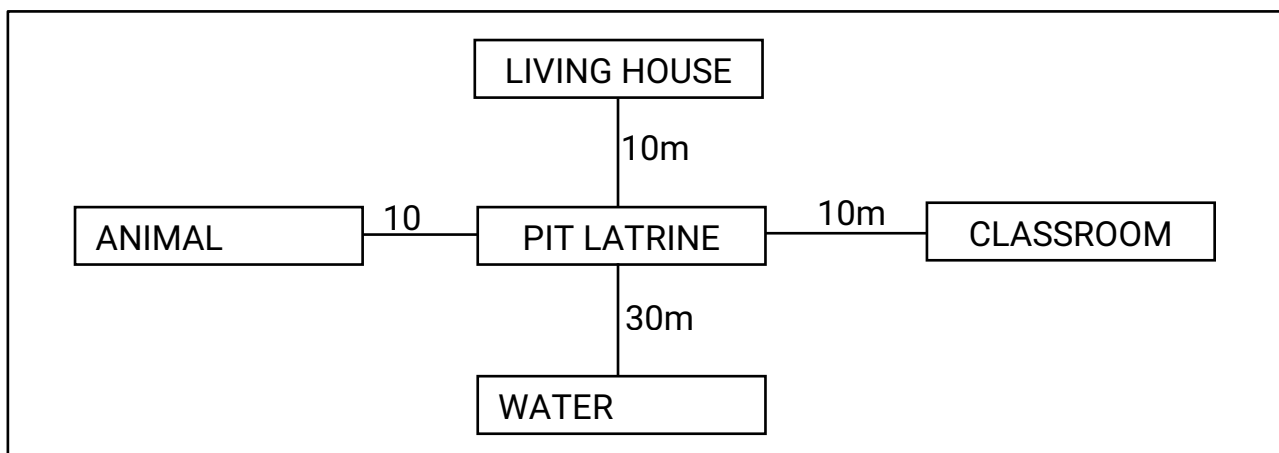 LIVING HOUSE
10m
ANIMAL
10
PIT LATRINE
10m
CLASSROOM
30m
WATER